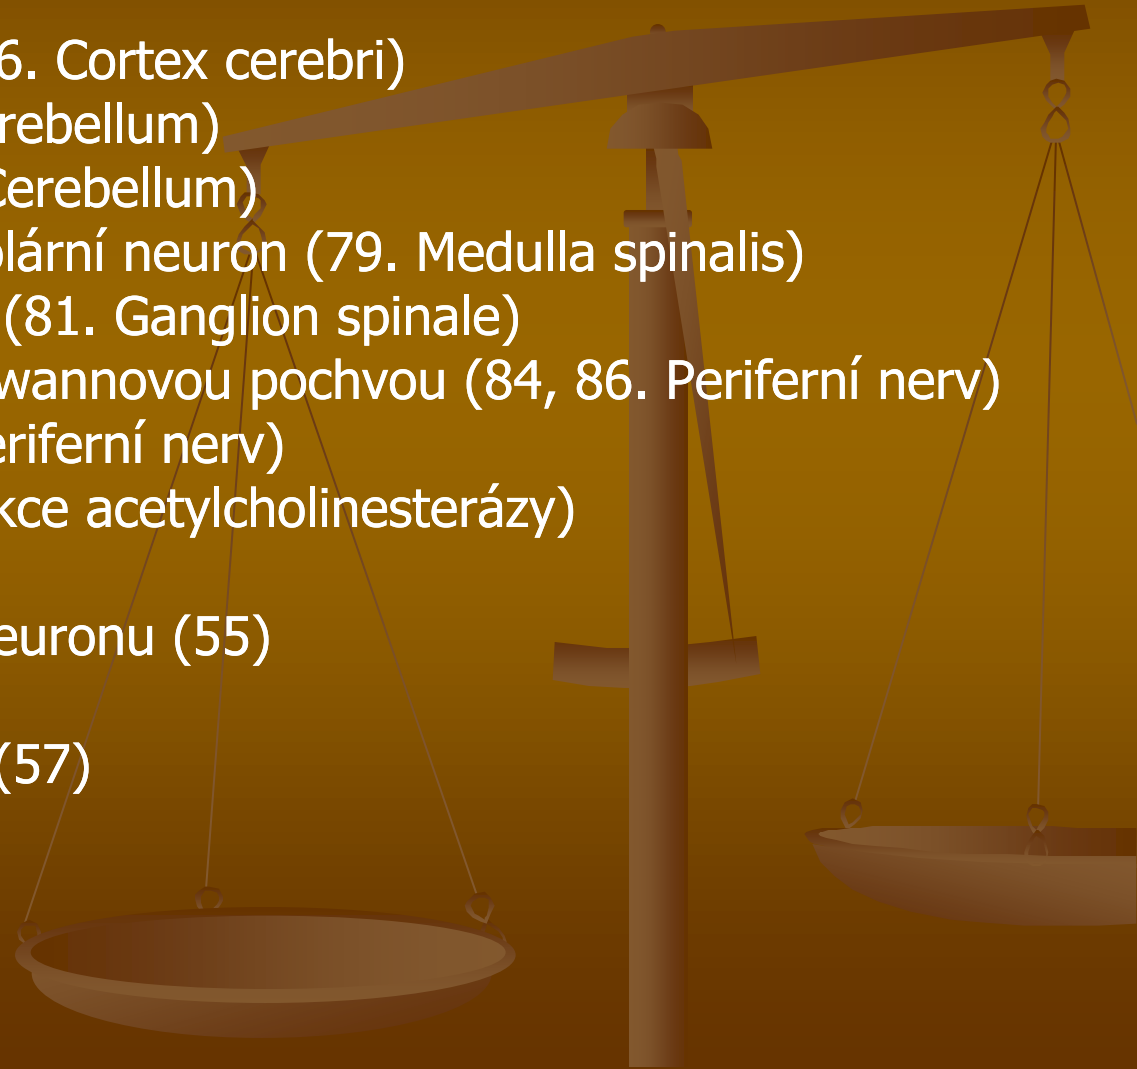 6. Cortex cerebri)
rebellum)
Cerebellum)
olární neuron (79. Medulla spinalis)
(81. Ganglion spinale)
wannovou pochvou (84, 86. Periferní nerv)
eriferní nerv)
kce acetylcholinesterázy)
euronu (55)
(57)